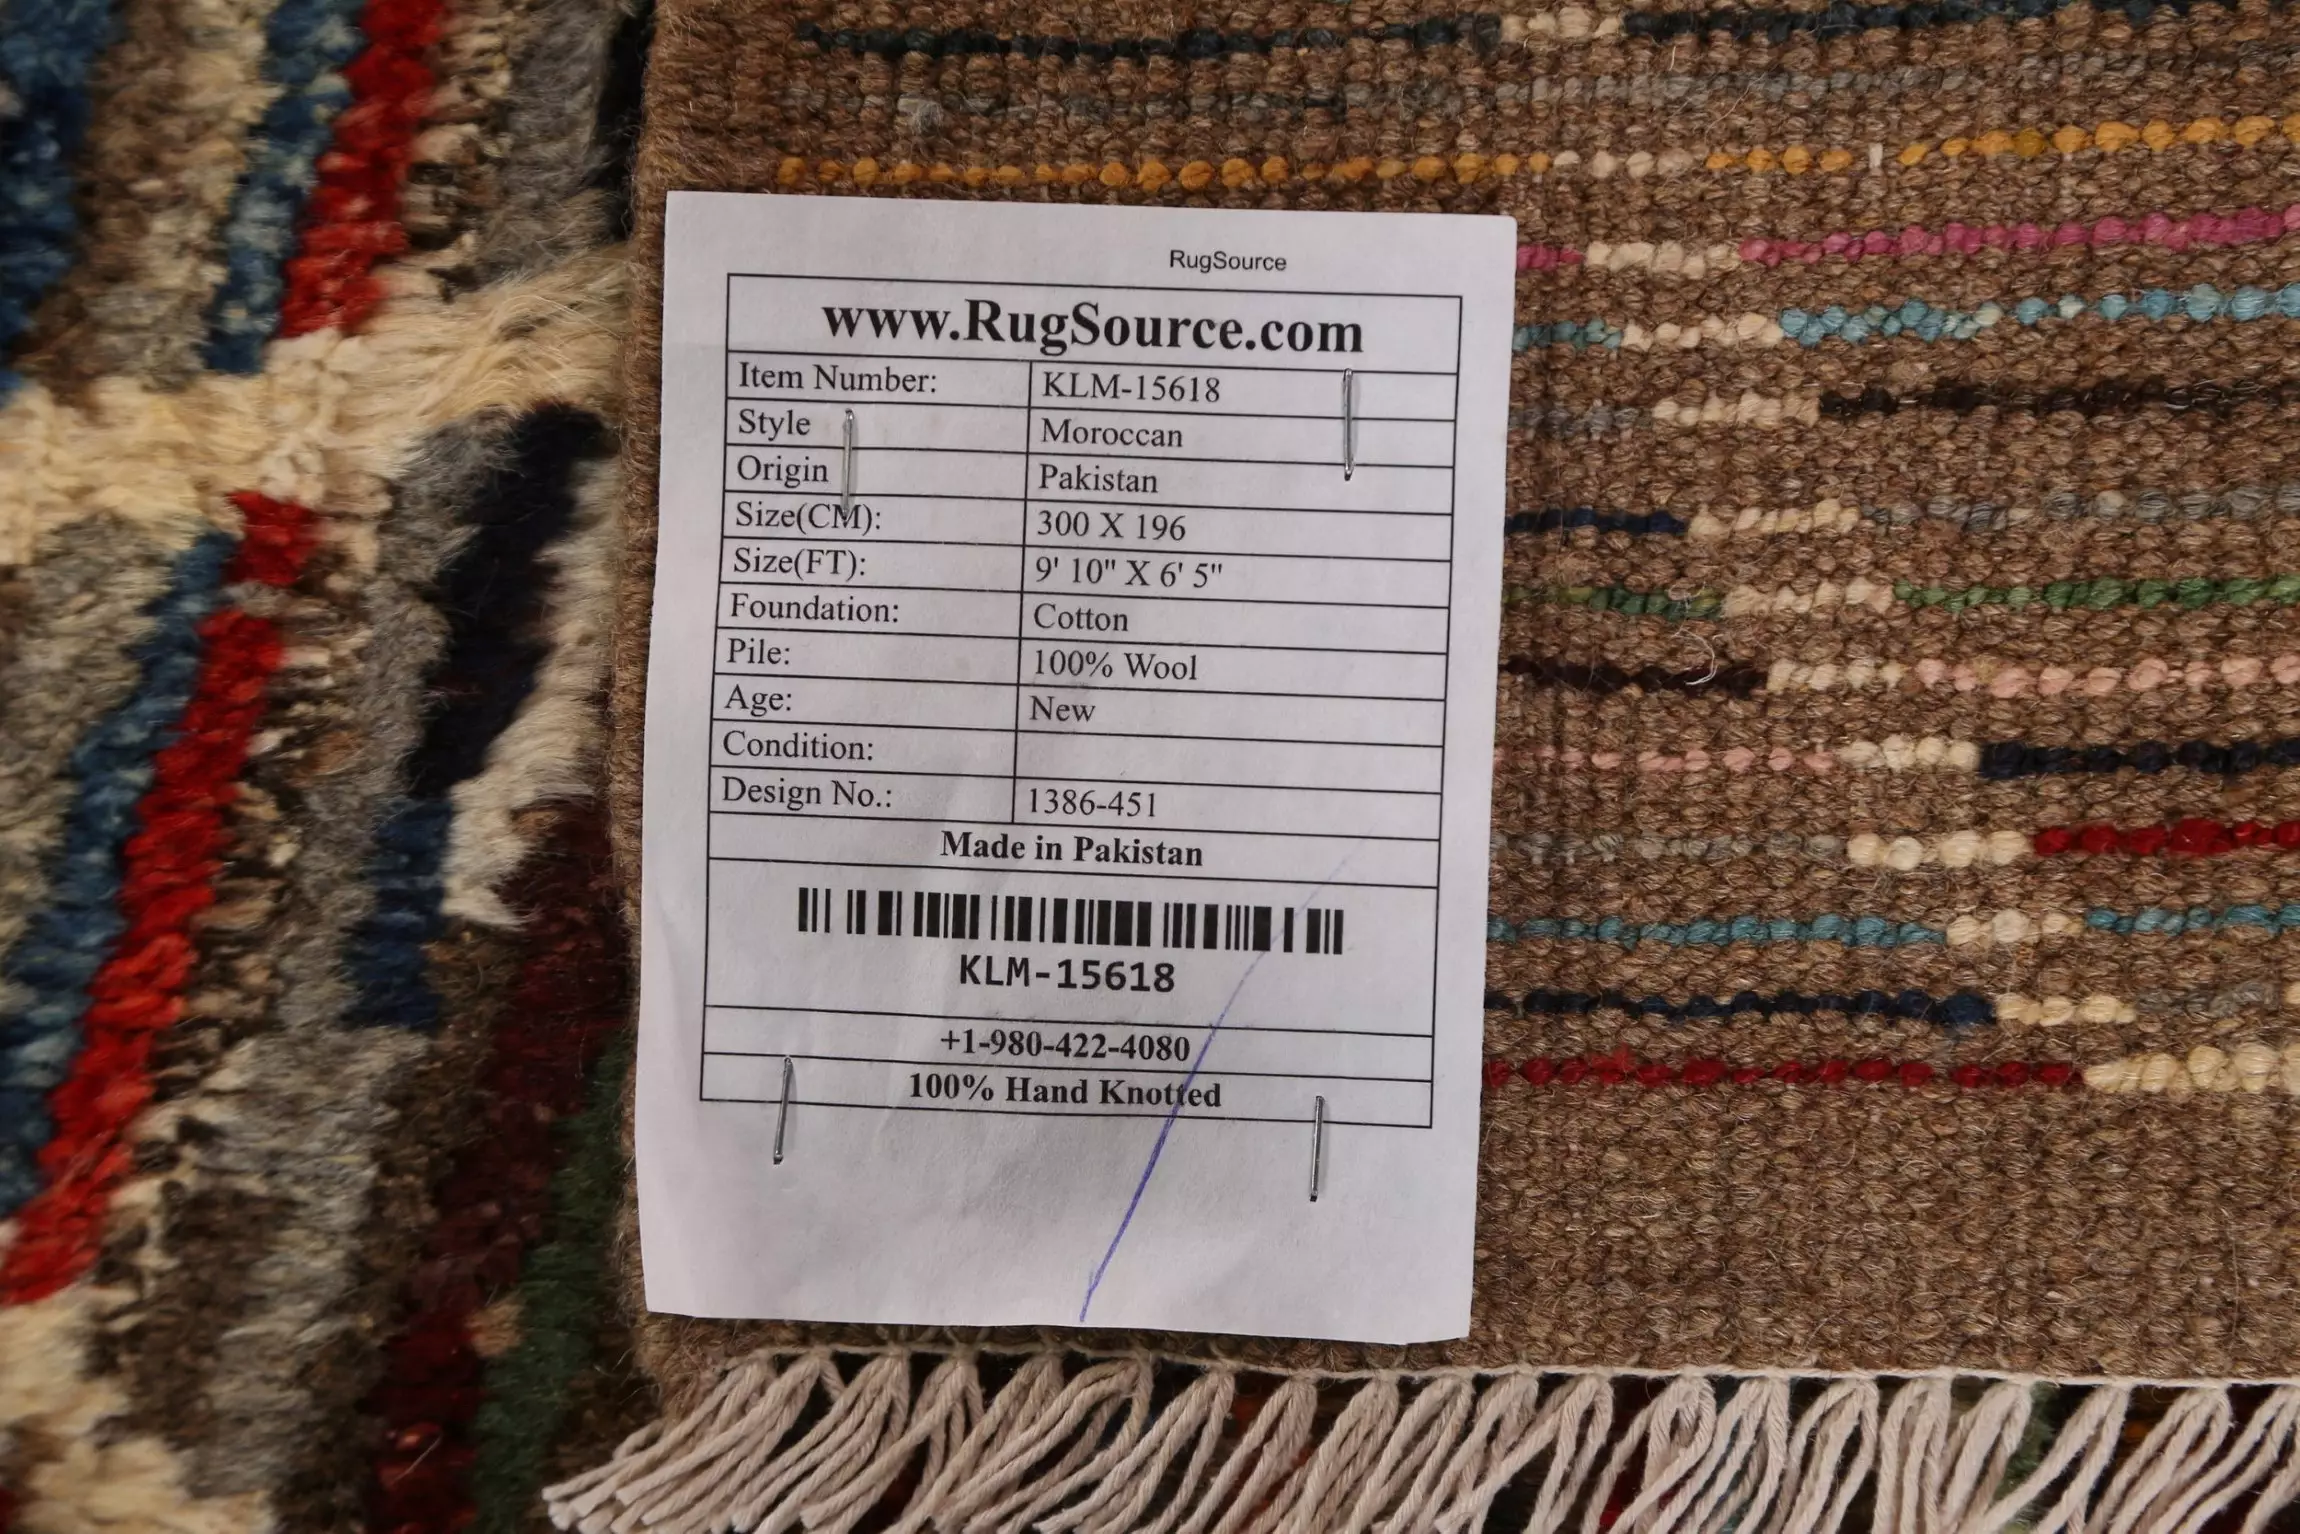 RugSource
www.RugSource.com
Item Number: KLM-15618
Style Moroccan
Origin Pakistan
Size(CM): 300 X 196
Size(FT): 9' 10" X 6' 5"
Foundation: Cotton
Pile: 100% Wool
Age: New
Condition:
Design No.: 1386-451
Made in Pakistan
KLM-15618
+1-980-422-4080
100% Hand Knotted